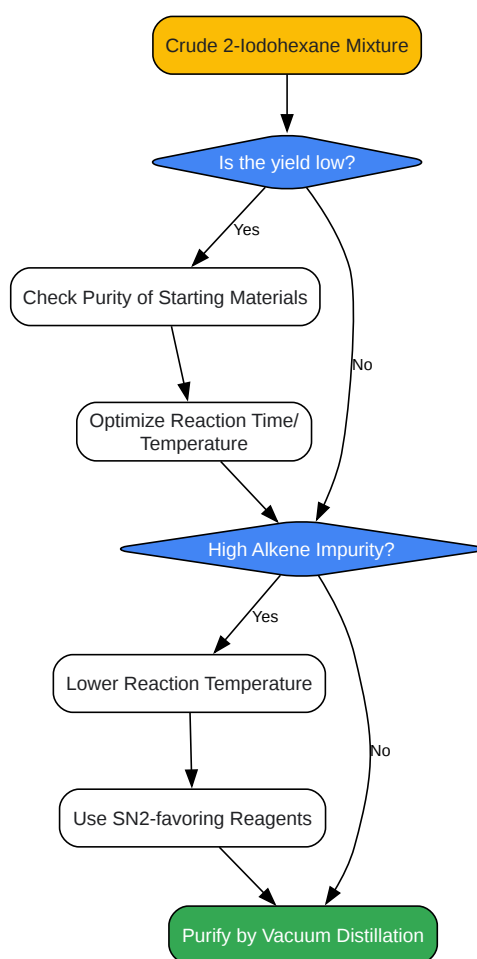 Crude 2-Iodohexane Mixture
Is the yield low?
Yes
Check Purity of Starting Materials
No
Optimize Reaction Time/
Temperature
High Alkene Impurity?
Yes
Lower Reaction Temperature
No
Use SN2-favoring Reagents
Purify by Vacuum Distillation